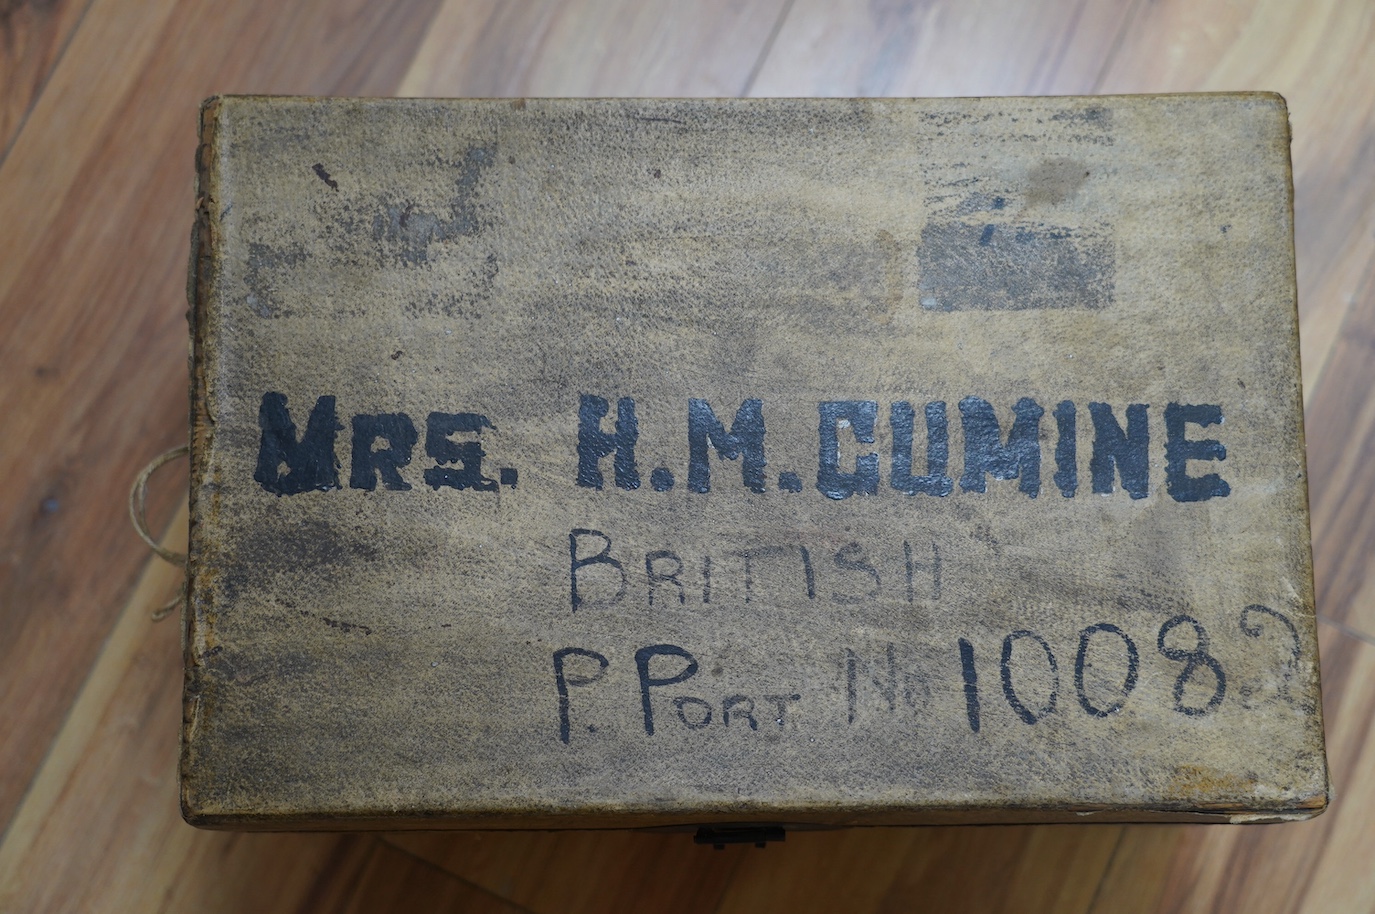 Mrs. H.M. CUMINE
BRITISH
P. PORT No 10082